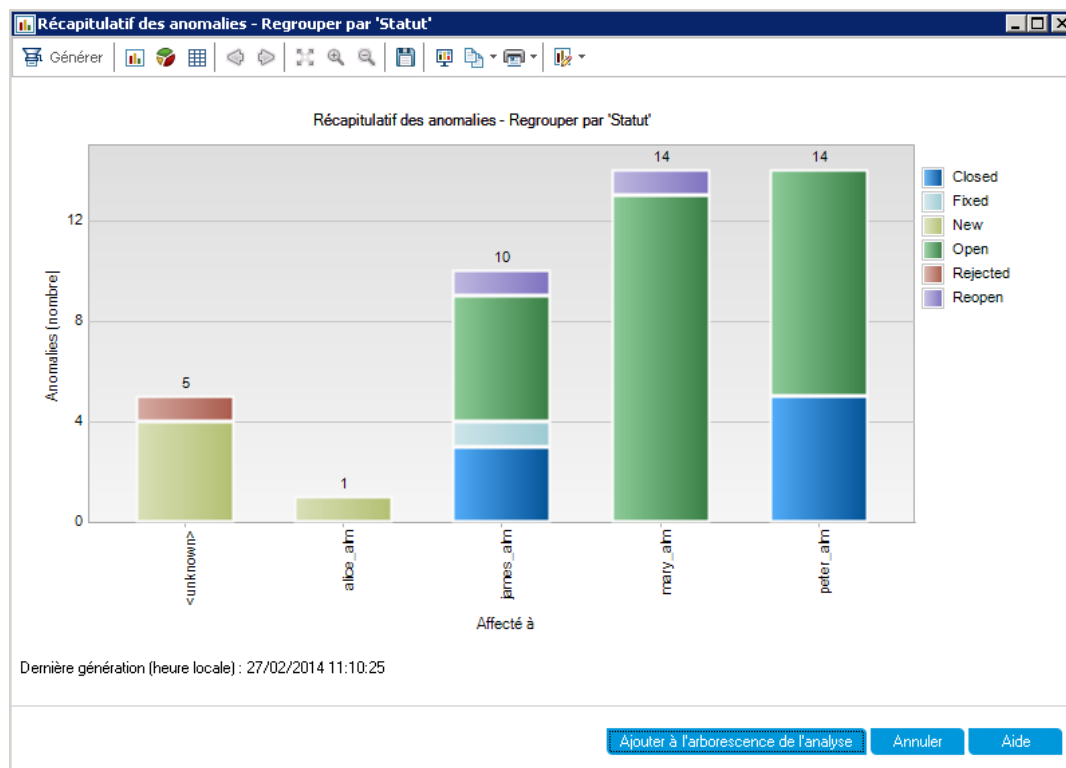 Récapitulatif des anomalies - Regrouper par 'Statut'
Générer
Récapitulatif des anomalies - Regrouper par 'Statut'
14
14
10
5
1
12
8
4
0
Anomalies (nombre)
Closed
Fixed
New
Open
Rejected
Reopen
<unknown>
alice_alm
james_alm
mary_alm
peter_alm
Affecté à
Dernière génération (heure locale) : 27/02/2014 11:10:25
Ajouter à l'arborescence de l'analyse
Annuler
Aide